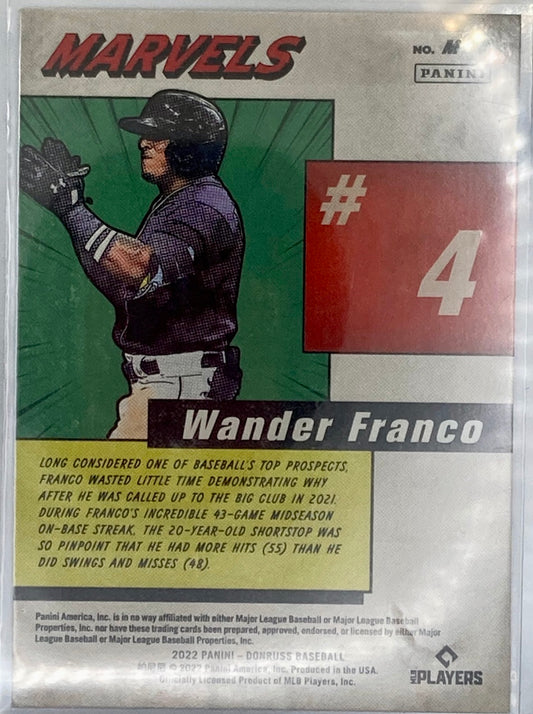 MARVELS
NO. M
PANINI
#
4
Wander Franco
LONG CONSIDERED ONE OF BASEBALL'S TOP PROSPECTS,
FRANCO WASTED LITTLE TIME DEMONSTRATING WHY
AFTER HE WAS CALLED UP TO THE BIG CLUB IN 2021.
DURING FRANCO'S INCREDIBLE 43-GAME MIDSEASON
ON-BASE STREAK, THE 20-YEAR-OLD SHORTSTOP WAS
SO PINPOINT THAT HE HAD MORE HITS (55) THAN HE
DID SWINGS AND MISSES (48).
Panini America, Inc. is in no way affiliated with either Major League Baseball or Major League Baseball
Properties, Inc. nor have these trading cards been prepared, approved, endorsed, or licensed by either Major
League Baseball or Major League Baseball Properties, Inc.
2022 PANINI – DONRUSS BASEBALL
© 2022 Panini America, Inc. Produced in the USA.
Officially Licensed Product of MLB Players, Inc.
MLB PLAYERS